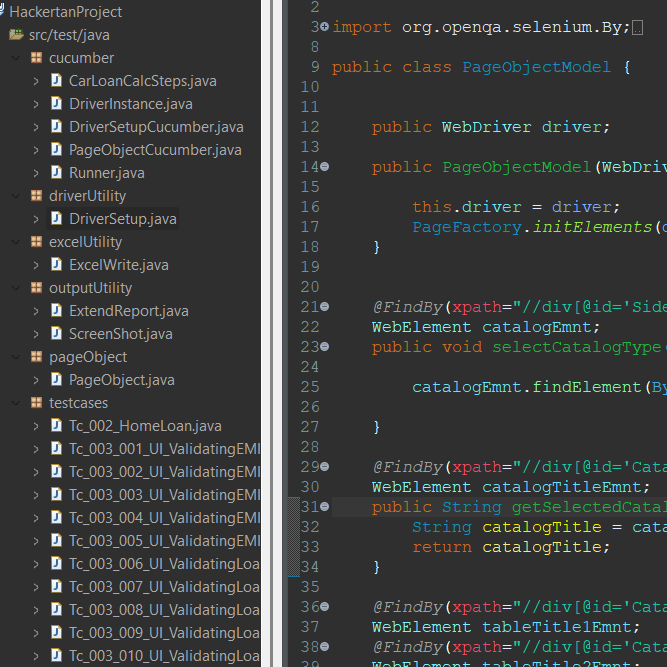 HackertanProject
src/test/java
cucumber
CarLoanCalcSteps.java
DriverInstance.java
DriverSetupCucumber.java
PageObjectCucumber.java
Runner.java
driverUtility
DriverSetup.java
excelUtility
ExcelWrite.java
outputUtility
ExtendReport.java
ScreenShot.java
pageObject
PageObject.java
testcases
Tc_002_HomeLoan.java
Tc_003_001_UI_ValidatingEMI
Tc_003_002_UI_ValidatingEMI
Tc_003_003_UI_ValidatingEMI
Tc_003_004_UI_ValidatingEMI
Tc_003_005_UI_ValidatingEMI
Tc_003_006_UI_ValidatingLoa
Tc_003_007_UI_ValidatingLoa
Tc_003_008_UI_ValidatingLoa
Tc_003_009_UI_ValidatingLoa
Tc_003_010_UI_ValidatingLoa
2
3 import org.openqa.selenium.By;
8
9 public class PageObjectModel {
10
11
12 public WebDriver driver;
13
14 public PageObjectModel(WebDriv
15
16 this.driver = driver;
17 PageFactory.initElements(
18 }
19
20
21 @FindBy(xpath="//div[@id='Side
22 WebElement catalogEmnt;
23 public void selectCatalogType
24
25 catalogEmnt.findElement(By
26
27 }
28
29 @FindBy(xpath="//div[@id='Cata
30 WebElement catalogTitleEmnt;
31 public String getSelectedCatal
32 String catalogTitle = cata
33 return catalogTitle;
34 }
35
36 @FindBy(xpath="//div[@id='Cata
37 WebElement tableTitle1Emnt;
38 @FindBy(xpath="//div[@id='Cata
39 WebElement tableTitle2Emnt;